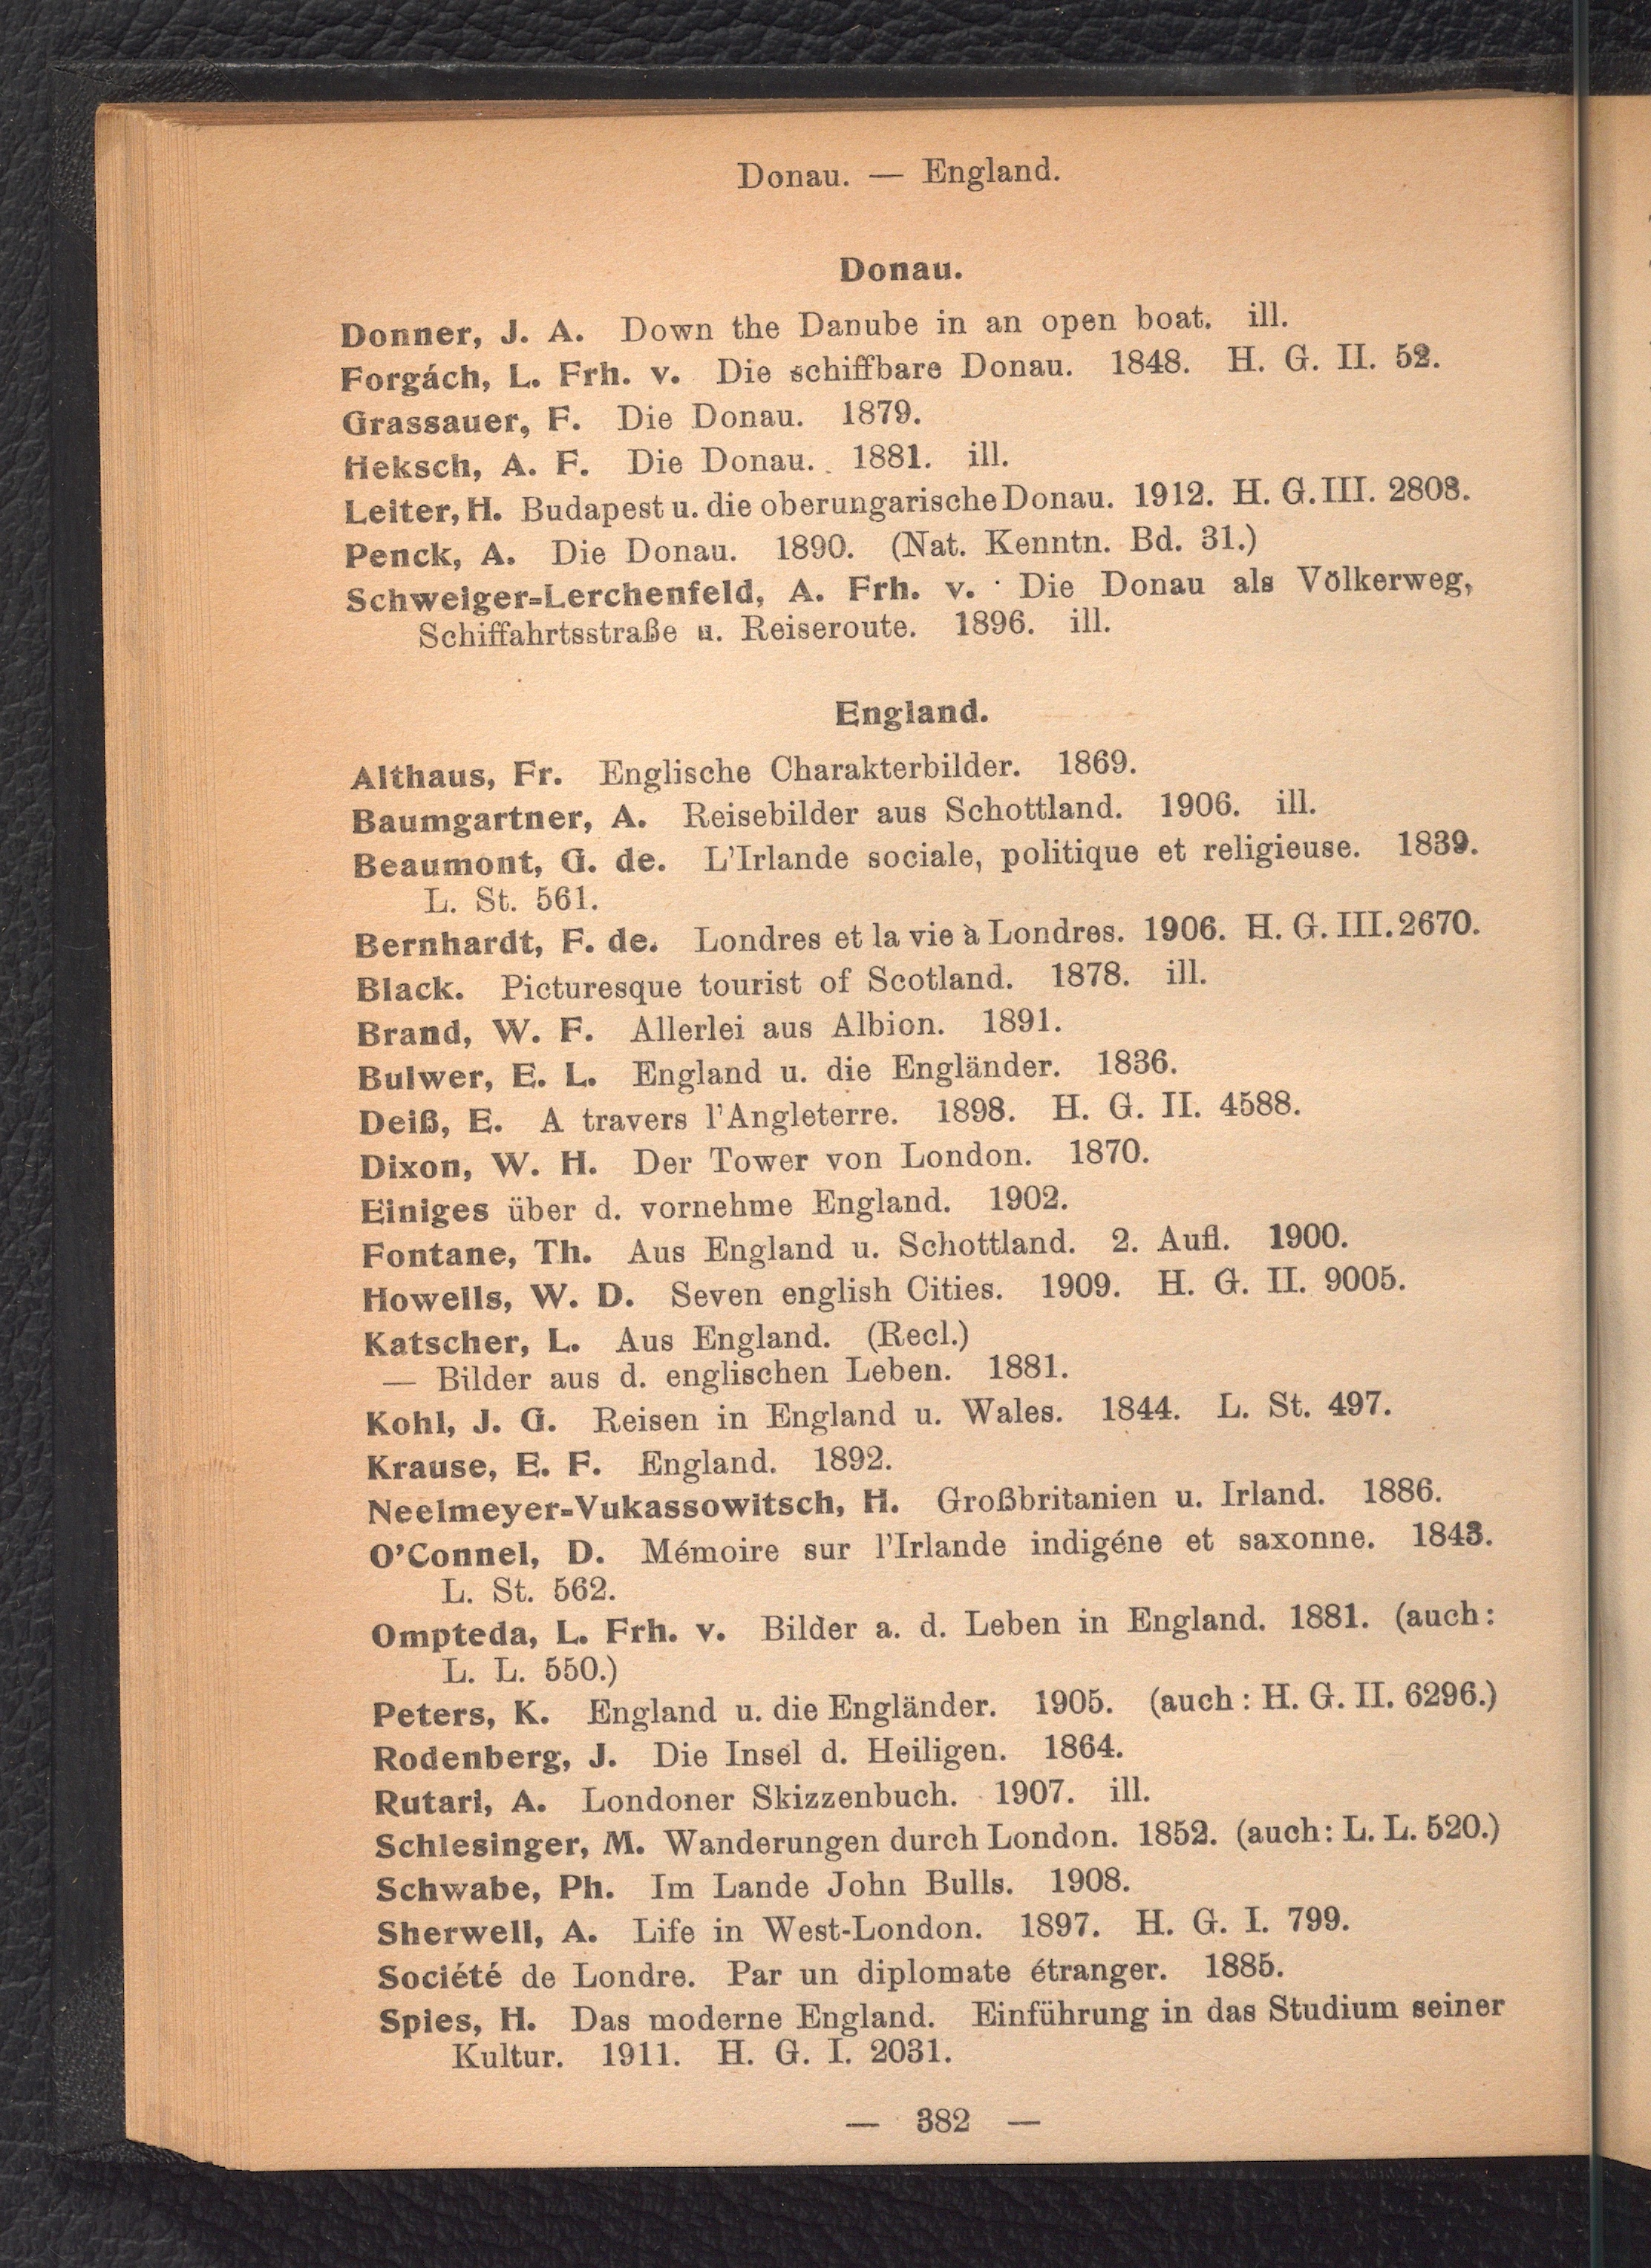 Donau. — England.
Donau.
Donner, J. A. Down the Danube in an open boat. ill.
Forgách, L. Frh. v. Die schiffbare Donau. 1848. H. G. II. 52.
Grassauer, F. Die Donau. 1879.
Heksch, A. F. Die Donau. 1881. ill.
Leiter, H. Budapest u. die oberungarische Donau. 1912. H. G. III. 2808.
Penck, A. Die Donau. 1890. (Nat. Kenntn. Bd. 31.)
Schweiger-Lerchenfeld, A. Frh. v. Die Donau als Völkerweg,
Schiffahrtsstraße u. Reiseroute. 1896. ill.
England.
Althaus, Fr. Englische Charakterbilder. 1869.
Baumgartner, A. Reisebilder aus Schottland. 1906. ill.
Beaumont, G. de. L'Irlande sociale, politique et religieuse. 1839.
L. St. 561.
Bernhardt, F. de. Londres et la vie à Londres. 1906. H. G. III. 2670.
Black. Picturesque tourist of Scotland. 1878. ill.
Brand, W. F. Allerlei aus Albion. 1891.
Bulwer, E. L. England u. die Engländer. 1836.
Deiß, E. A travers l'Angleterre. 1898. H. G. II. 4588.
Dixon, W. H. Der Tower von London. 1870.
Einiges über d. vornehme England. 1902.
Fontane, Th. Aus England u. Schottland. 2. Aufl. 1900.
Howells, W. D. Seven english Cities. 1909. H. G. II. 9005.
Katscher, L. Aus England. (Recl.)
— Bilder aus d. englischen Leben. 1881.
Kohl, J. G. Reisen in England u. Wales. 1844. L. St. 497.
Krause, E. F. England. 1892.
Neelmeyer-Vukassowitsch, H. Großbritanien u. Irland. 1886.
O'Connel, D. Mémoire sur l'Irlande indigéne et saxonne. 1843.
L. St. 562.
Ompteda, L. Frh. v. Bilder a. d. Leben in England. 1881. (auch:
L. L. 550.)
Peters, K. England u. die Engländer. 1905. (auch: H. G. II. 6296.)
Rodenberg, J. Die Insel d. Heiligen. 1864.
Rutari, A. Londoner Skizzenbuch. 1907. ill.
Schlesinger, M. Wanderungen durch London. 1852. (auch: L. L. 520.)
Schwabe, Ph. Im Lande John Bulls. 1908.
Sherwell, A. Life in West-London. 1897. H. G. I. 799.
Société de Londre. Par un diplomate étranger. 1885.
Spies, H. Das moderne England. Einführung in das Studium seiner
Kultur. 1911. H. G. I. 2031.
— 382 —